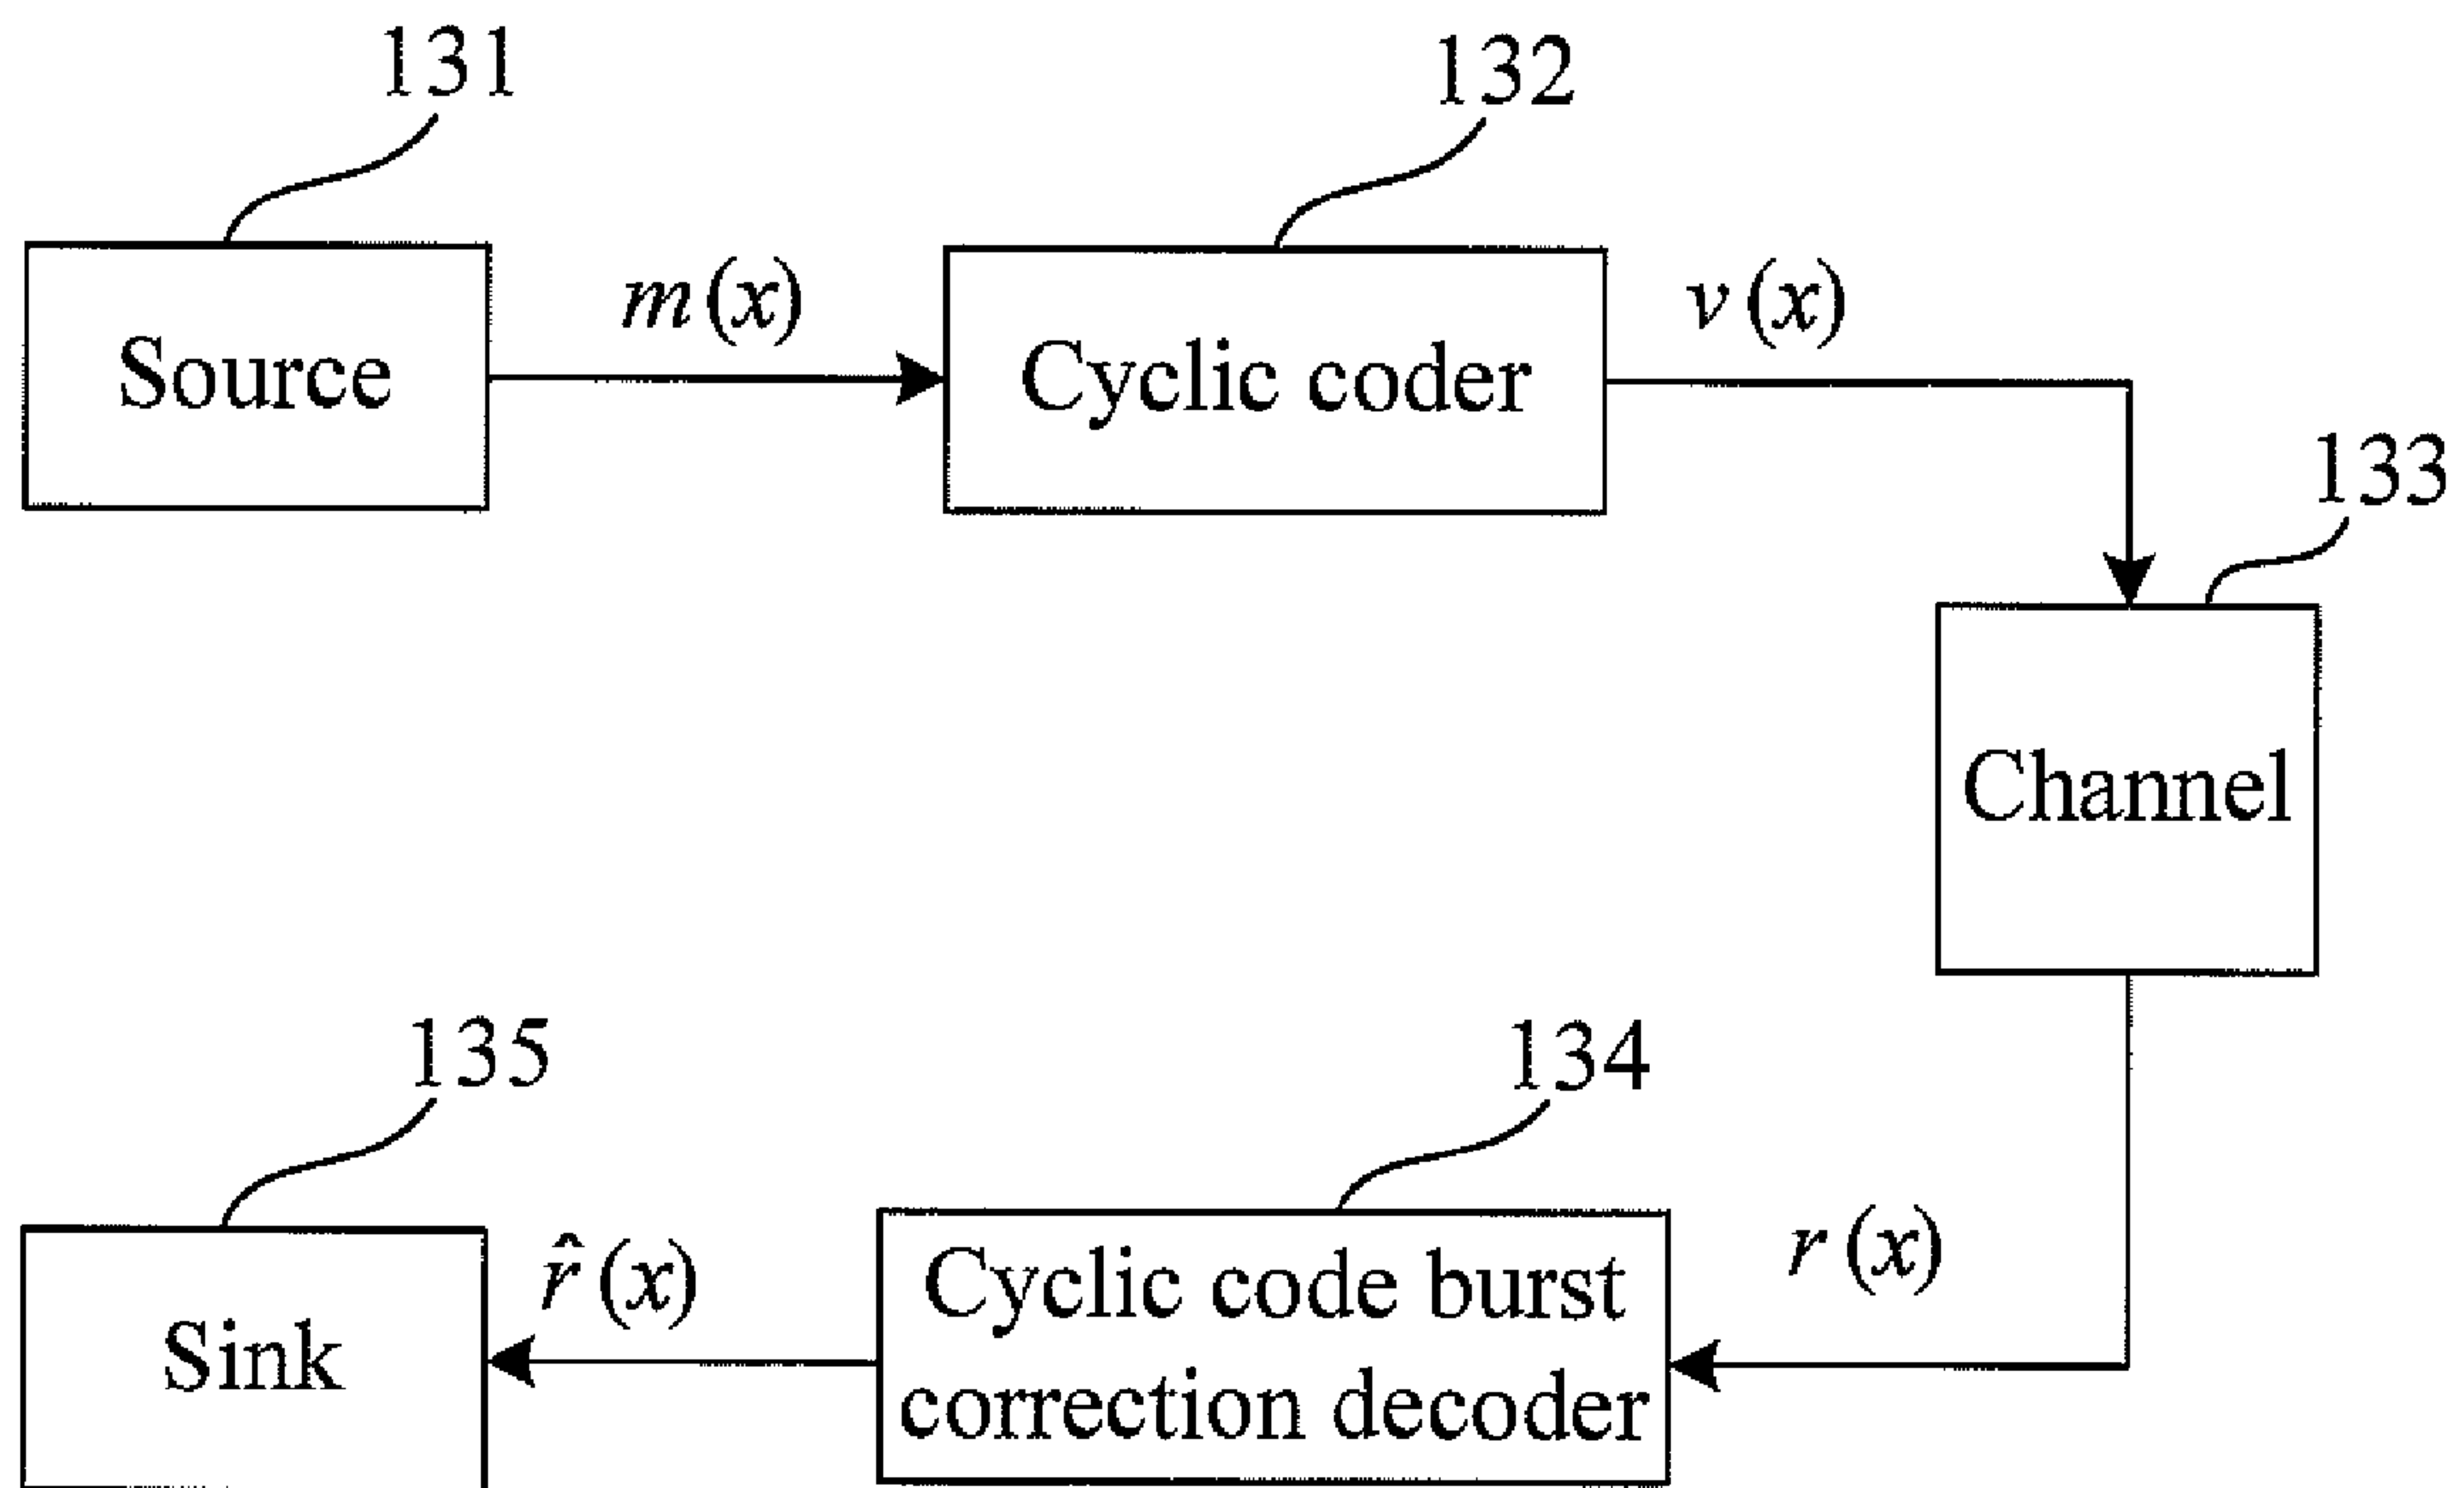 131
132
m(x)
v(x)
Source
Cyclic coder
133
Channel
135
134
r̂(x)
r(x)
Sink
Cyclic code burst
correction decoder